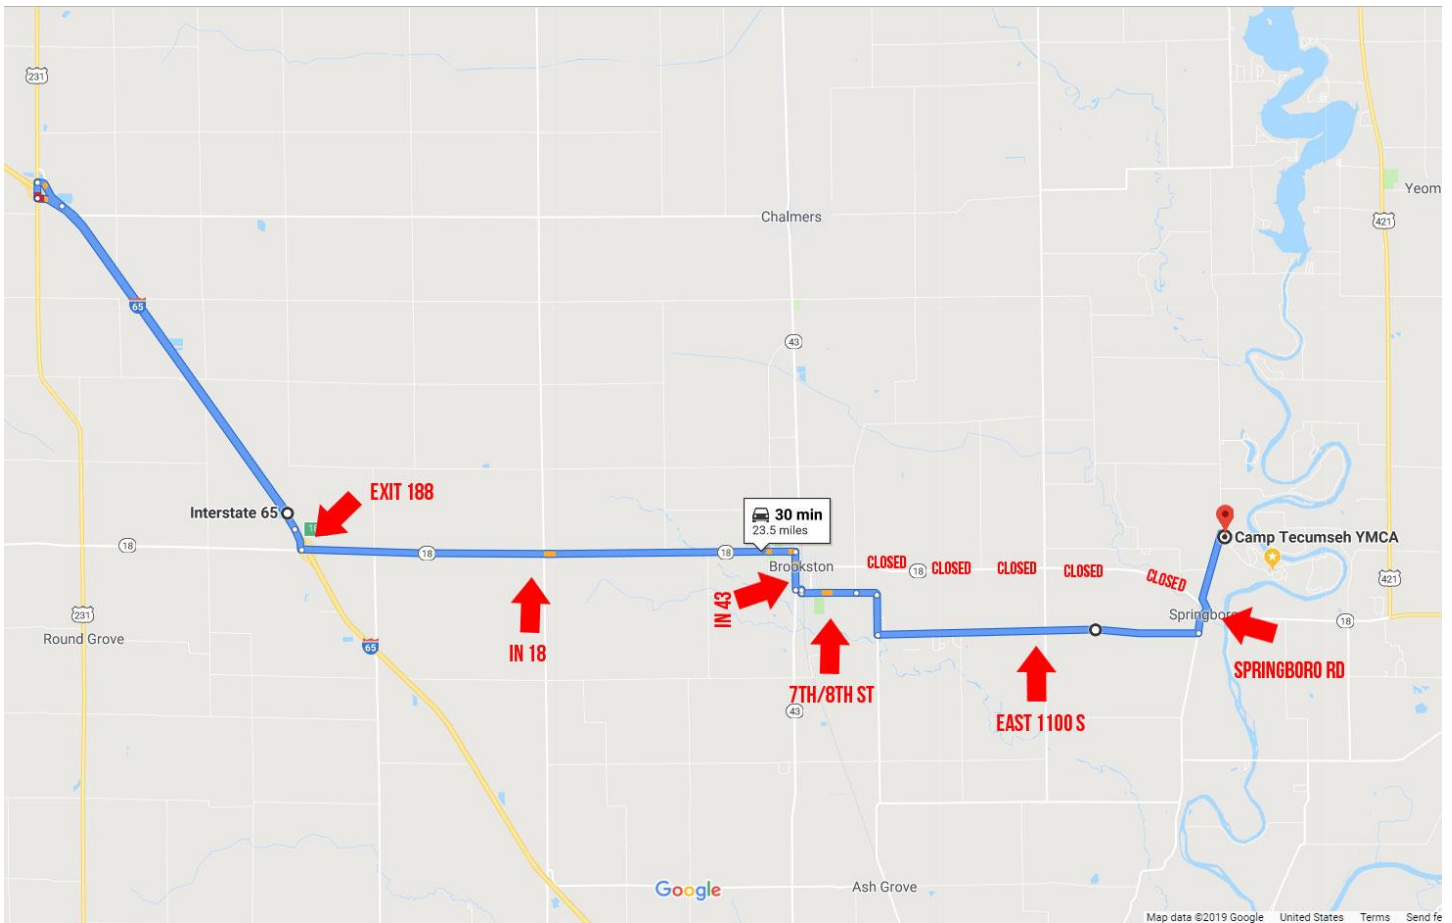 231
Yeom
Chalmers
421
65
43
EXIT 188
Interstate 65
30 min
23.5 miles
Camp Tecumseh YMCA
18
18
18
Brookston
CLOSED
18
CLOSED
CLOSED
CLOSED
CLOSED
421
IN 43
231
Round Grove
Springboro
18
65
IN 18
SPRINGBORO RD
7TH/8TH ST
43
EAST 1100 S
Google
Ash Grove
Map data ©2019 Google United States Terms Send fe